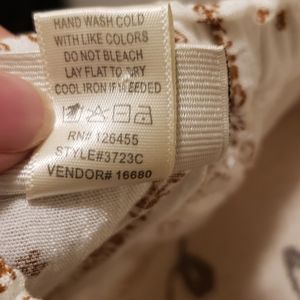 HAND WASH COLD
WITH LIKE COLORS
DO NOT BLEACH
LAY FLAT TO DRY
COOL IRON IF NEEDED
RN# 126455
STYLE#3723C
VENDOR# 16680